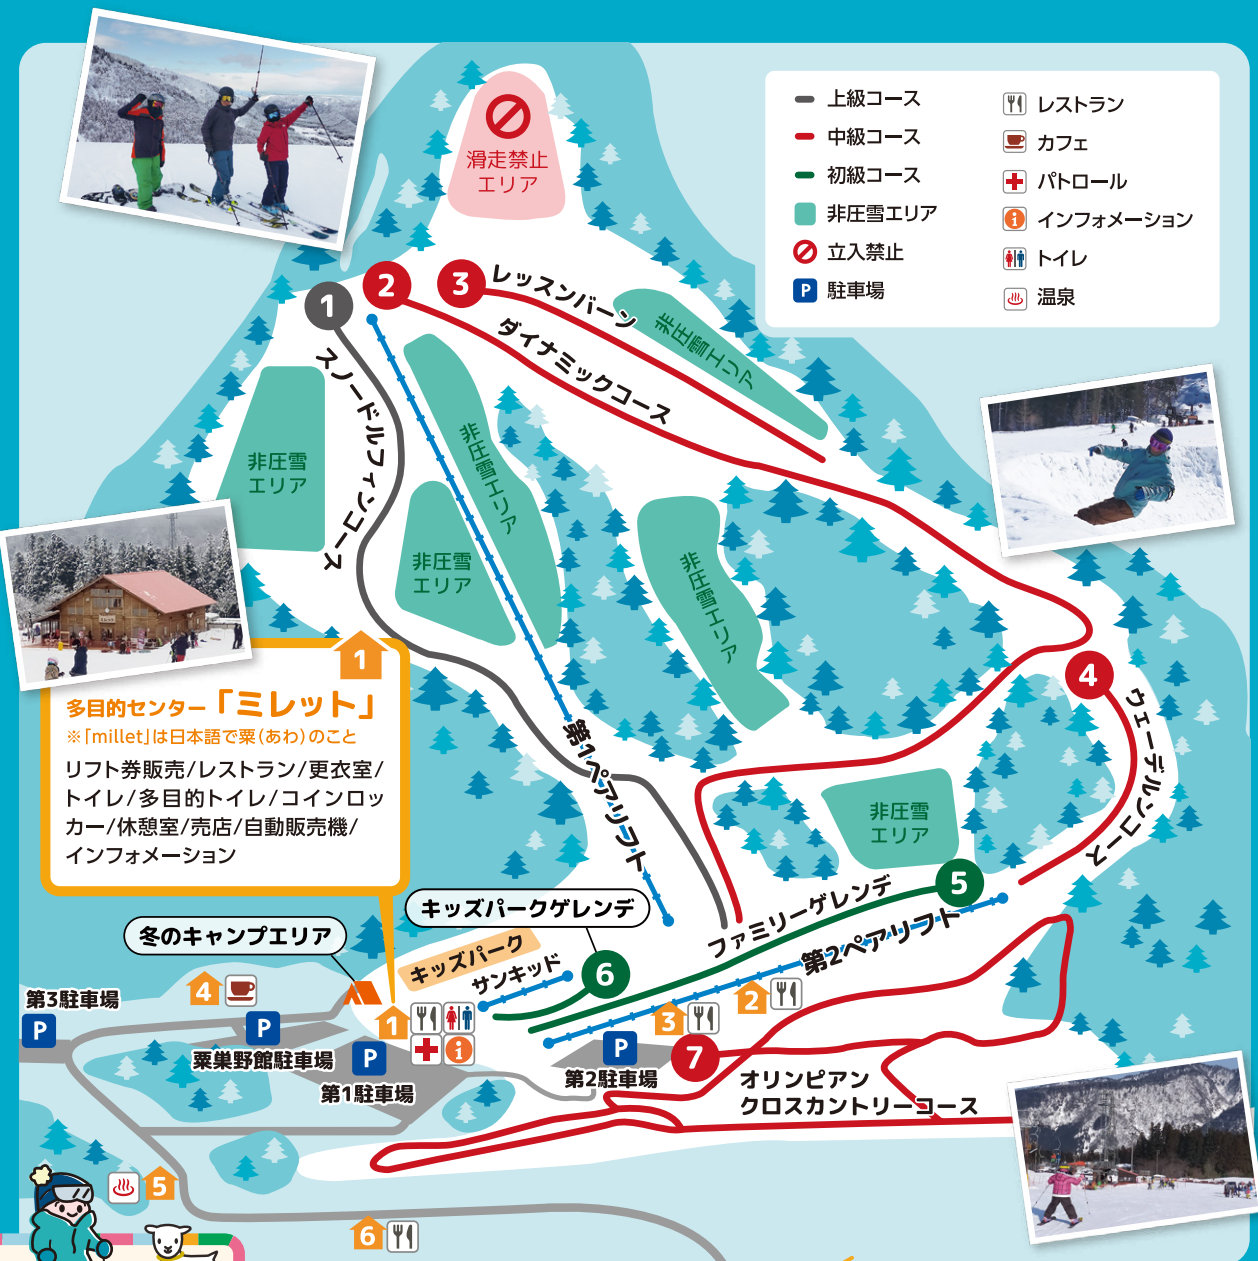 上級コース
中級コース
初級コース
非圧雪エリア
立入禁止
P 駐車場
レストラン
カフェ
パトロール
i インフォメーション
トイレ
温泉
滑走禁止
エリア
1
2
3
レッスンバーン
ダイナミックコース
スノードルフィンコース
非圧雪エリア
非圧雪
エリア
非圧雪エリア
非圧雪
エリア
非圧雪エリア
4
ウェーデルンコース
1
多目的センター「ミレット」
※「millet」は日本語で粟(あわ)のこと
リフト券販売/レストラン/更衣室/
トイレ/多目的トイレ/コインロッ
カー/休憩室/売店/自動販売機/
インフォメーション
第1ペアリフト
非圧雪
エリア
5
ファミリーゲレンデ
第2ペアリフト
キッズパークゲレンデ
冬のキャンプエリア
キッズパーク
サンキッド
6
4
第3駐車場
P
P
粟巣野館駐車場
P
第1駐車場
1
i
2
3
P
第2駐車場
7
オリンピアン
クロスカントリーコース
5
6